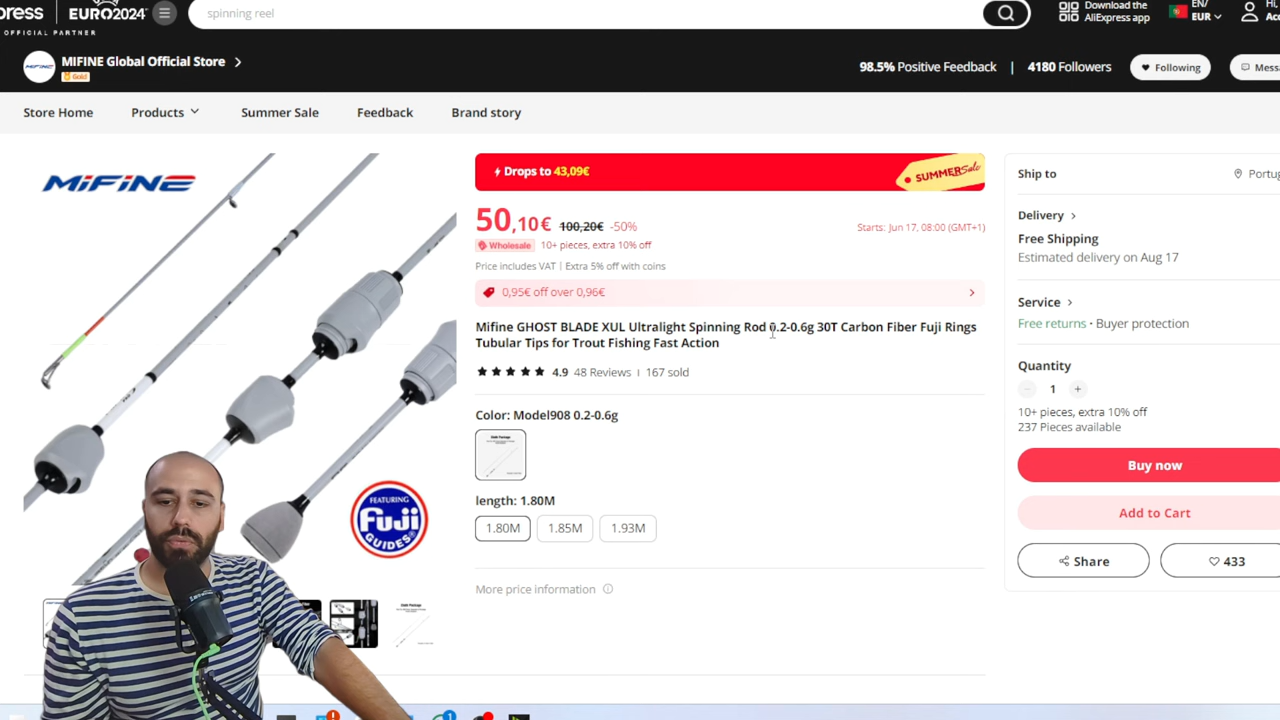 press
EURO2024
OFFICIAL PARTNER
spinning reel
Download the
AliExpress app
EN/
EUR
Hi,
MIFINE Global Official Store
Gold
98.5% Positive Feedback | 4180 Followers
Following
Store Home
Products
Summer Sale
Feedback
Brand story
MiFiNE
Drops to 43,09€
SUMMER Sale
50,10€ 100,20€ -50%
Starts: Jun 17, 08:00 (GMT+1)
Wholesale 10+ pieces, extra 10% off
Price includes VAT | Extra 5% off with coins
0,95€ off over 0,96€
Mifine GHOST BLADE XUL Ultralight Spinning Rod 0.2-0.6g 30T Carbon Fiber Fuji Rings
Tubular Tips for Trout Fishing Fast Action
4.9 48 Reviews 167 sold
Color: Model908 0.2-0.6g
length: 1.80M
1.80M
1.85M
1.93M
More price information
FEATURING
Fuji
GUIDES
Ship to
Portug
Delivery
Free Shipping
Estimated delivery on Aug 17
Service
Free returns • Buyer protection
Quantity
1
10+ pieces, extra 10% off
237 Pieces available
Buy now
Add to Cart
Share
433